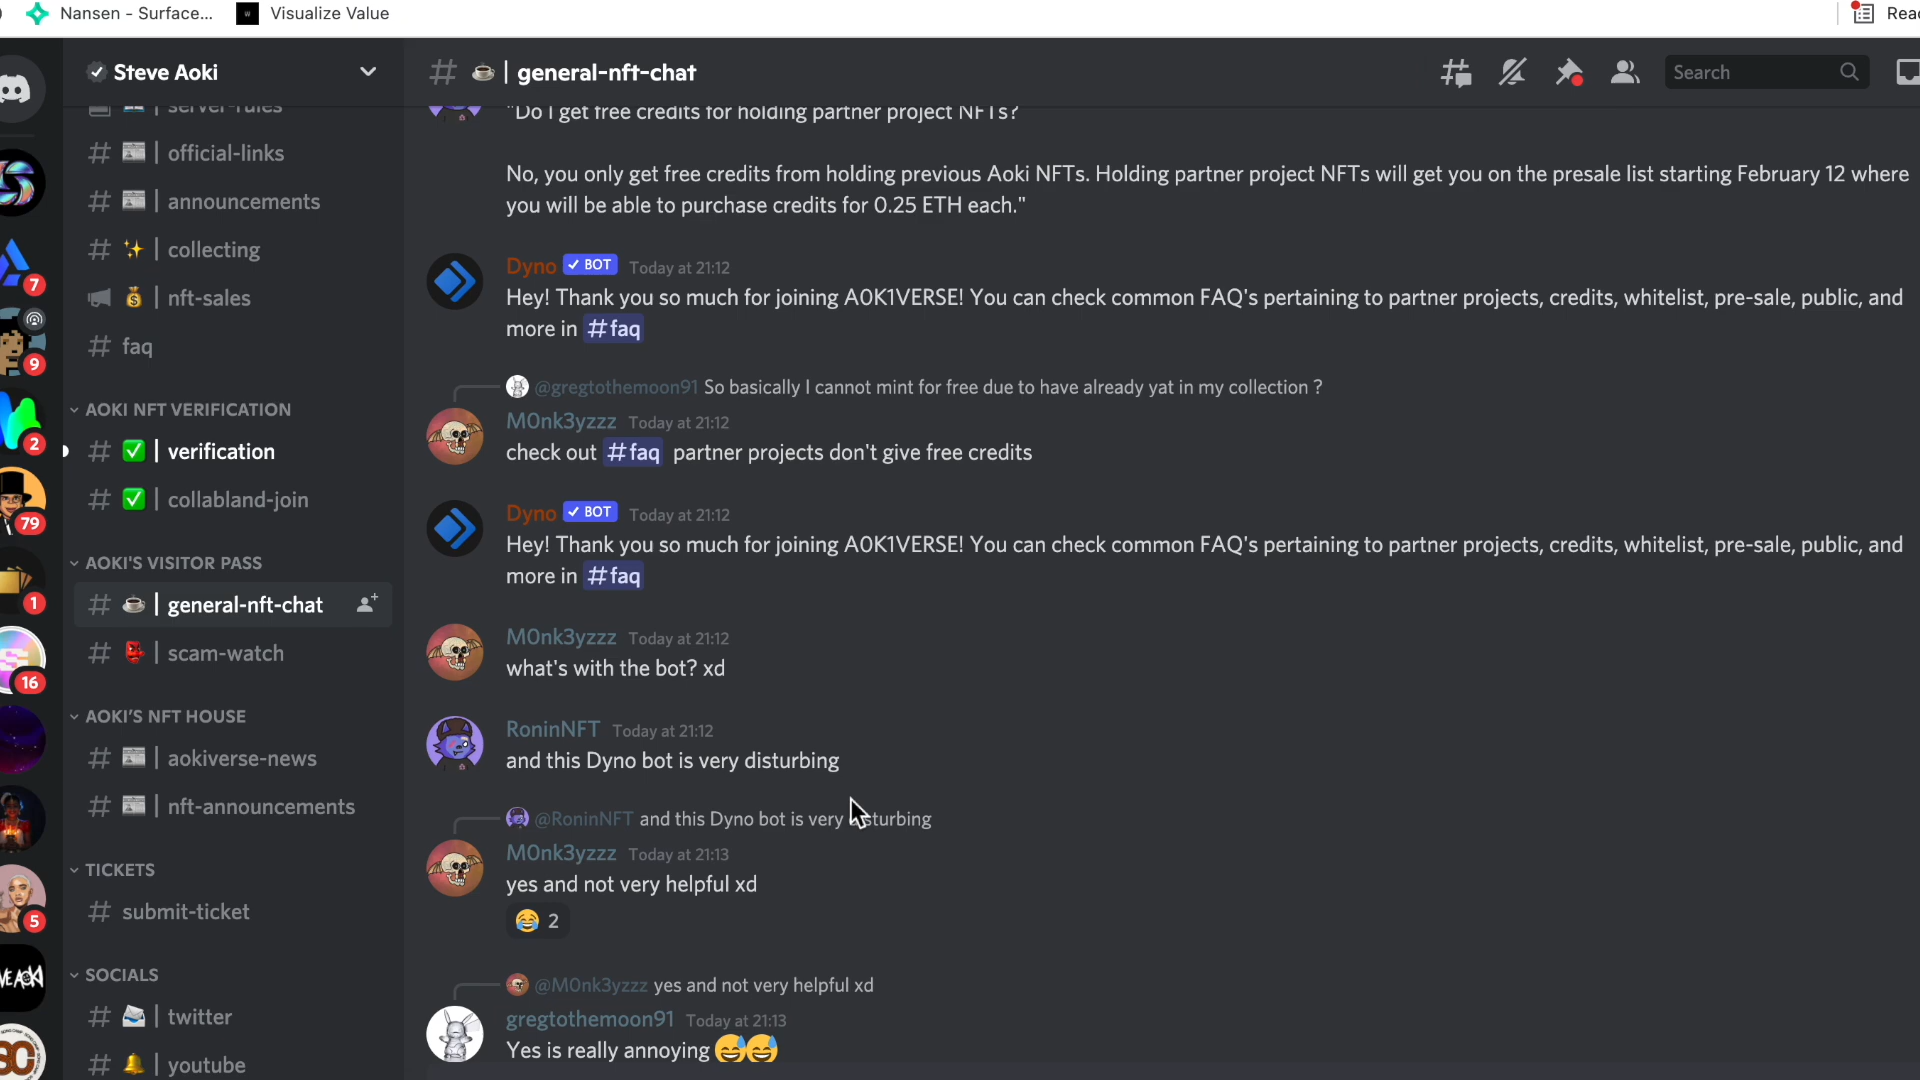 Nansen - Surface...
Visualize Value
Steve Aoki
| general-nft-chat
Search
| server-rules
| official-links
| announcements
| collecting
| nft-sales
faq
AOKI NFT VERIFICATION
| verification
| collabland-join
AOKI'S VISITOR PASS
| general-nft-chat
| scam-watch
AOKI'S NFT HOUSE
| aokiverse-news
| nft-announcements
TICKETS
submit-ticket
SOCIALS
| twitter
| youtube
7
9
2
79
1
16
5
"Do I get free credits for holding partner project NFTs?
No, you only get free credits from holding previous Aoki NFTs. Holding partner project NFTs will get you on the presale list starting February 12 where
you will be able to purchase credits for 0.25 ETH each."
Dyno ✓ BOT Today at 21:12
Hey! Thank you so much for joining A0K1VERSE! You can check common FAQ's pertaining to partner projects, credits, whitelist, pre-sale, public, and
more in #faq
@gregtothemoon91 So basically I cannot mint for free due to have already yat in my collection ?
M0nk3yzzz Today at 21:12
check out #faq partner projects don't give free credits
Dyno ✓ BOT Today at 21:12
Hey! Thank you so much for joining A0K1VERSE! You can check common FAQ's pertaining to partner projects, credits, whitelist, pre-sale, public, and
more in #faq
M0nk3yzzz Today at 21:12
what's with the bot? xd
RoninNFT Today at 21:12
and this Dyno bot is very disturbing
@RoninNFT and this Dyno bot is very disturbing
M0nk3yzzz Today at 21:13
yes and not very helpful xd
😂 2
@M0nk3yzzz yes and not very helpful xd
gregtothemoon91 Today at 21:13
Yes is really annoying 😅😅